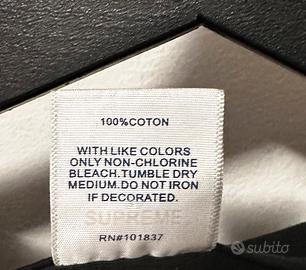 100%COTON
WITH LIKE COLORS
ONLY NON-CHLORINE
BLEACH.TUMBLE DRY
MEDIUM.DO NOT IRON
IF DECORATED.
SUPREME
RN#101837
subito